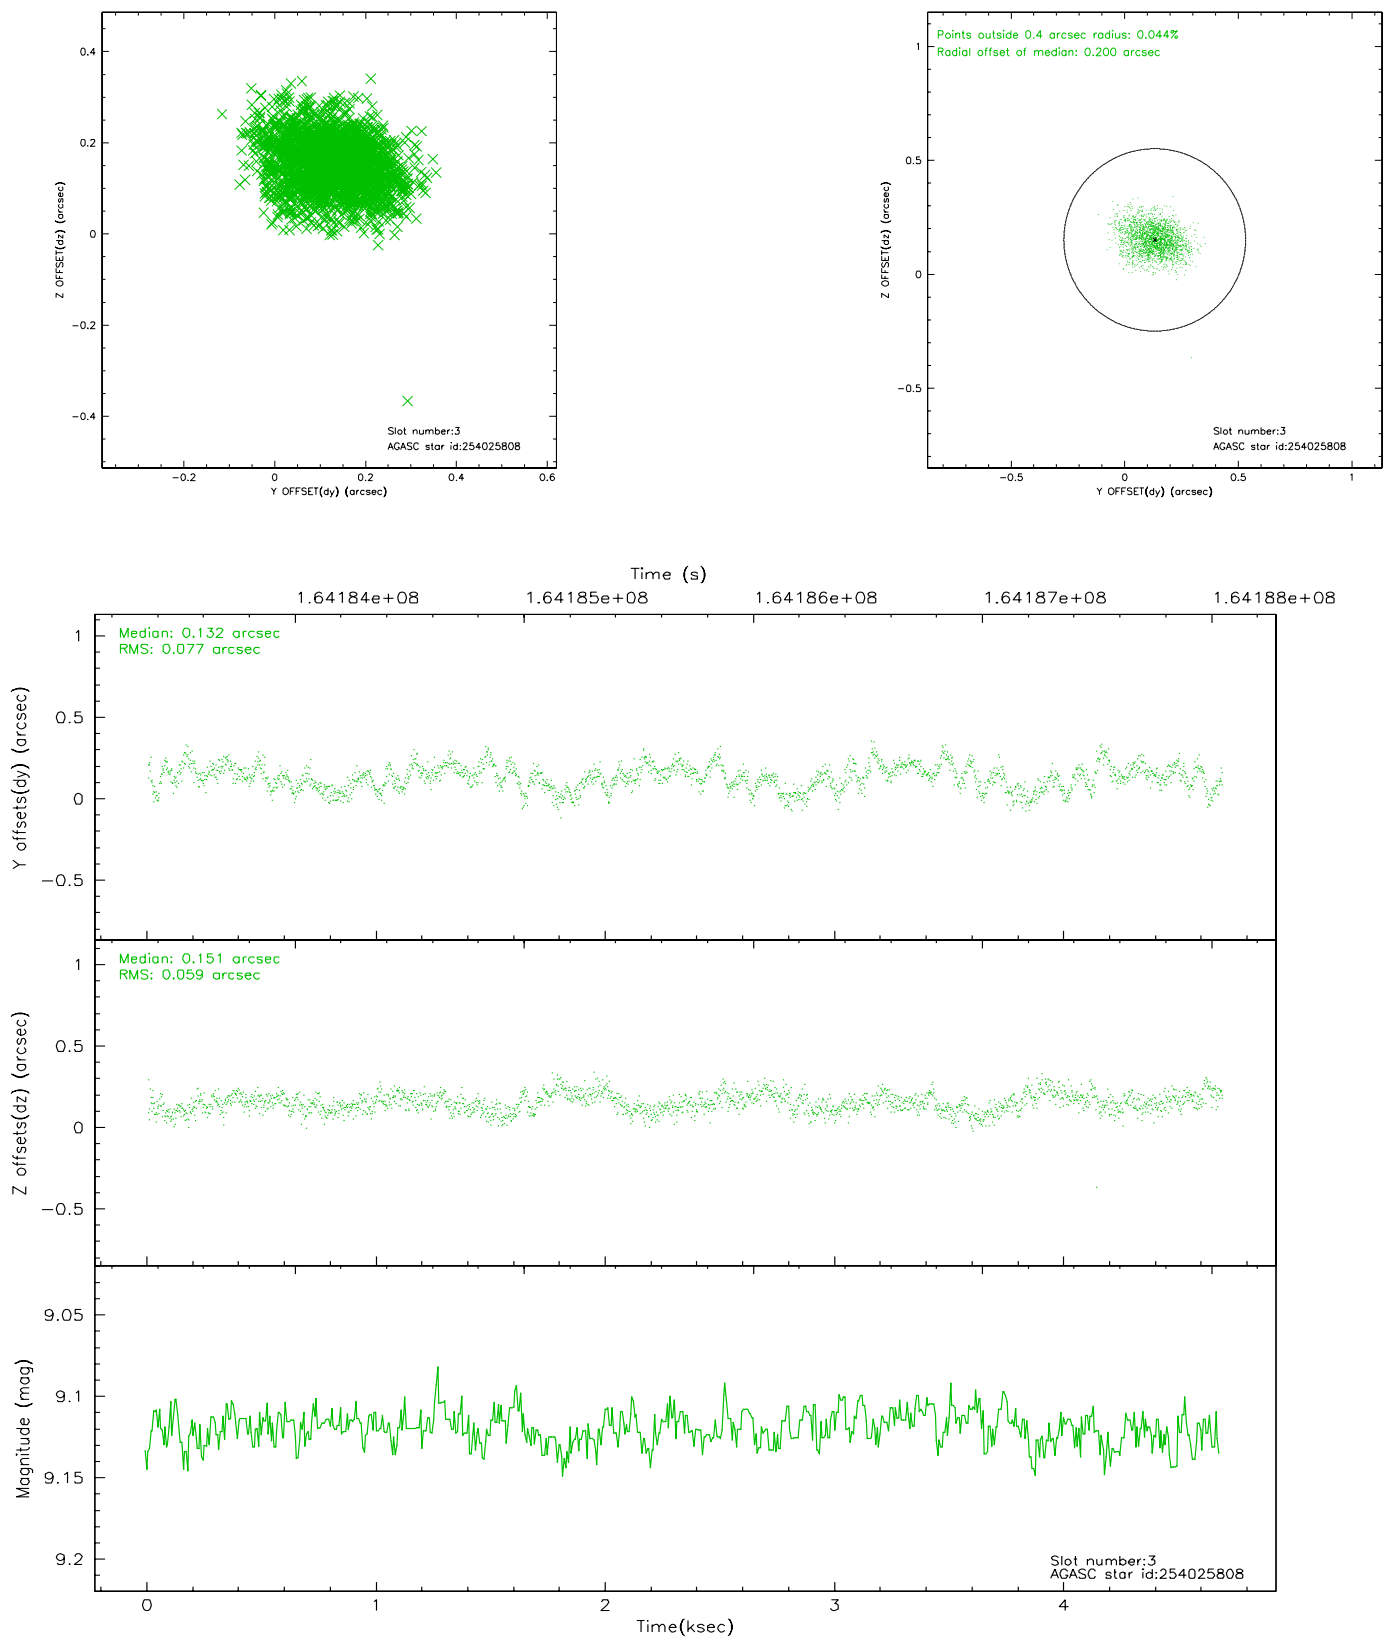 0.4
0.2
0
−0.2
−0.4
Z OFFSET(dz) (arcsec)
Slot number:3
AGASC star id:254025808
−0.2 0 0.2 0.4 0.6
Y OFFSET(dy) (arcsec)
Points outside 0.4 arcsec radius: 0.044%
Radial offset of median: 0.200 arcsec
1
0.5
0
−0.5
Z OFFSET(dz) (arcsec)
Slot number:3
AGASC star id:254025808
−0.5 0 0.5 1
Y OFFSET(dy) (arcsec)
Time (s)
1.64184e+08 1.64185e+08 1.64186e+08 1.64187e+08 1.64188e+08
Median: 0.132 arcsec
RMS: 0.077 arcsec
1
0.5
0
−0.5
Y offsets(dy) (arcsec)
Median: 0.151 arcsec
RMS: 0.059 arcsec
1
0.5
0
−0.5
Z offsets(dz) (arcsec)
9.05
9.1
9.15
9.2
Magnitude (mag)
Slot number:3
AGASC star id:254025808
0 1 2 3 4
Time(ksec)